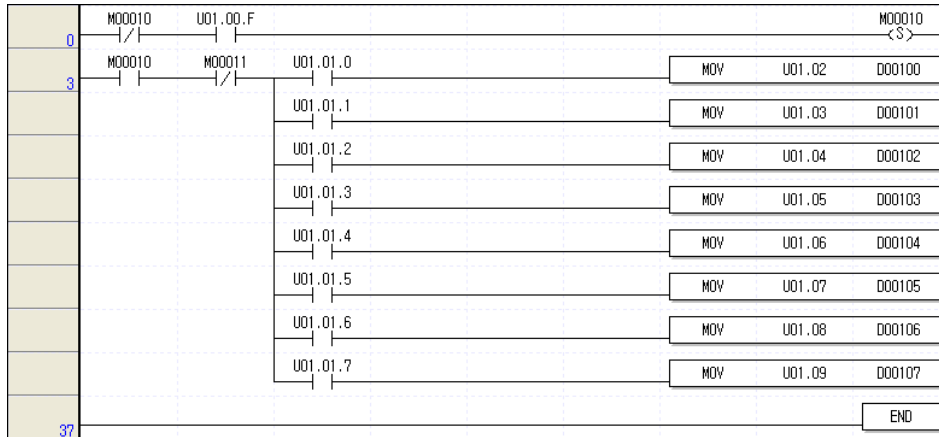 M00010 U01.00.F M00010
0 S
M00010 M00011 U01.01.0
3 MOV U01.02 D00100
U01.01.1
MOV U01.03 D00101
U01.01.2
MOV U01.04 D00102
U01.01.3
MOV U01.05 D00103
U01.01.4
MOV U01.06 D00104
U01.01.5
MOV U01.07 D00105
U01.01.6
MOV U01.08 D00106
U01.01.7
MOV U01.09 D00107
37 END